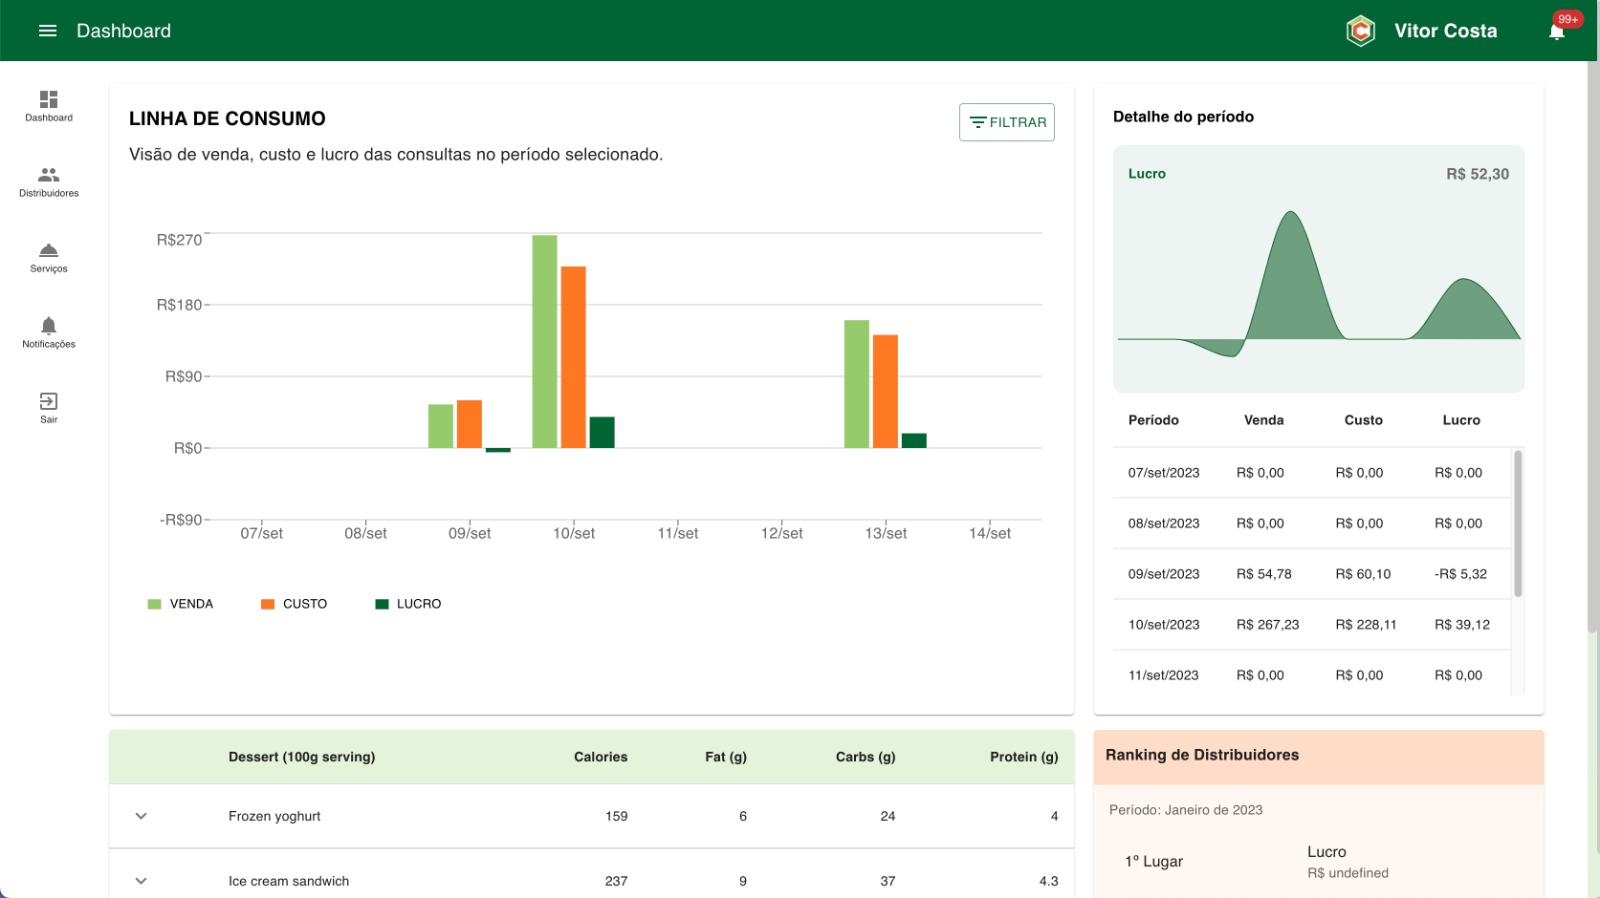 Dashboard
Vitor Costa
99+
Dashboard
Distribuidores
Serviços
Notificações
Sair
LINHA DE CONSUMO
FILTRAR
Visão de venda, custo e lucro das consultas no período selecionado.
R$270
R$180
R$90
R$0
-R$90
07/set 08/set 09/set 10/set 11/set 12/set 13/set 14/set
VENDA CUSTO LUCRO
Detalhe do período
Lucro R$ 52,30
Período Venda Custo Lucro
07/set/2023 R$ 0,00 R$ 0,00 R$ 0,00
08/set/2023 R$ 0,00 R$ 0,00 R$ 0,00
09/set/2023 R$ 54,78 R$ 60,10 -R$ 5,32
10/set/2023 R$ 267,23 R$ 228,11 R$ 39,12
11/set/2023 R$ 0,00 R$ 0,00 R$ 0,00
Dessert (100g serving) Calories Fat (g) Carbs (g) Protein (g)
Frozen yoghurt 159 6 24 4
Ice cream sandwich 237 9 37 4.3
Ranking de Distribuidores
Período: Janeiro de 2023
1º Lugar
Lucro
R$ undefined